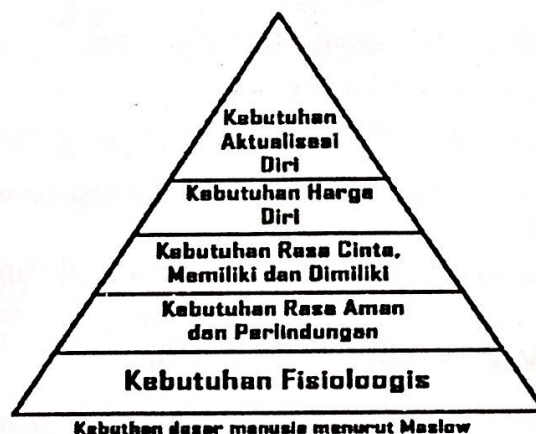 Kebutuhan
Aktualisasi
Diri
Kebutuhan Harga
Diri
Kebutuhan Rasa Cinta,
Memiliki dan Dimiliki
Kebutuhan Rasa Aman
dan Perlindungan
Kebutuhan Fisioloogis
Kebuthan dasar manusia menurut Maslow